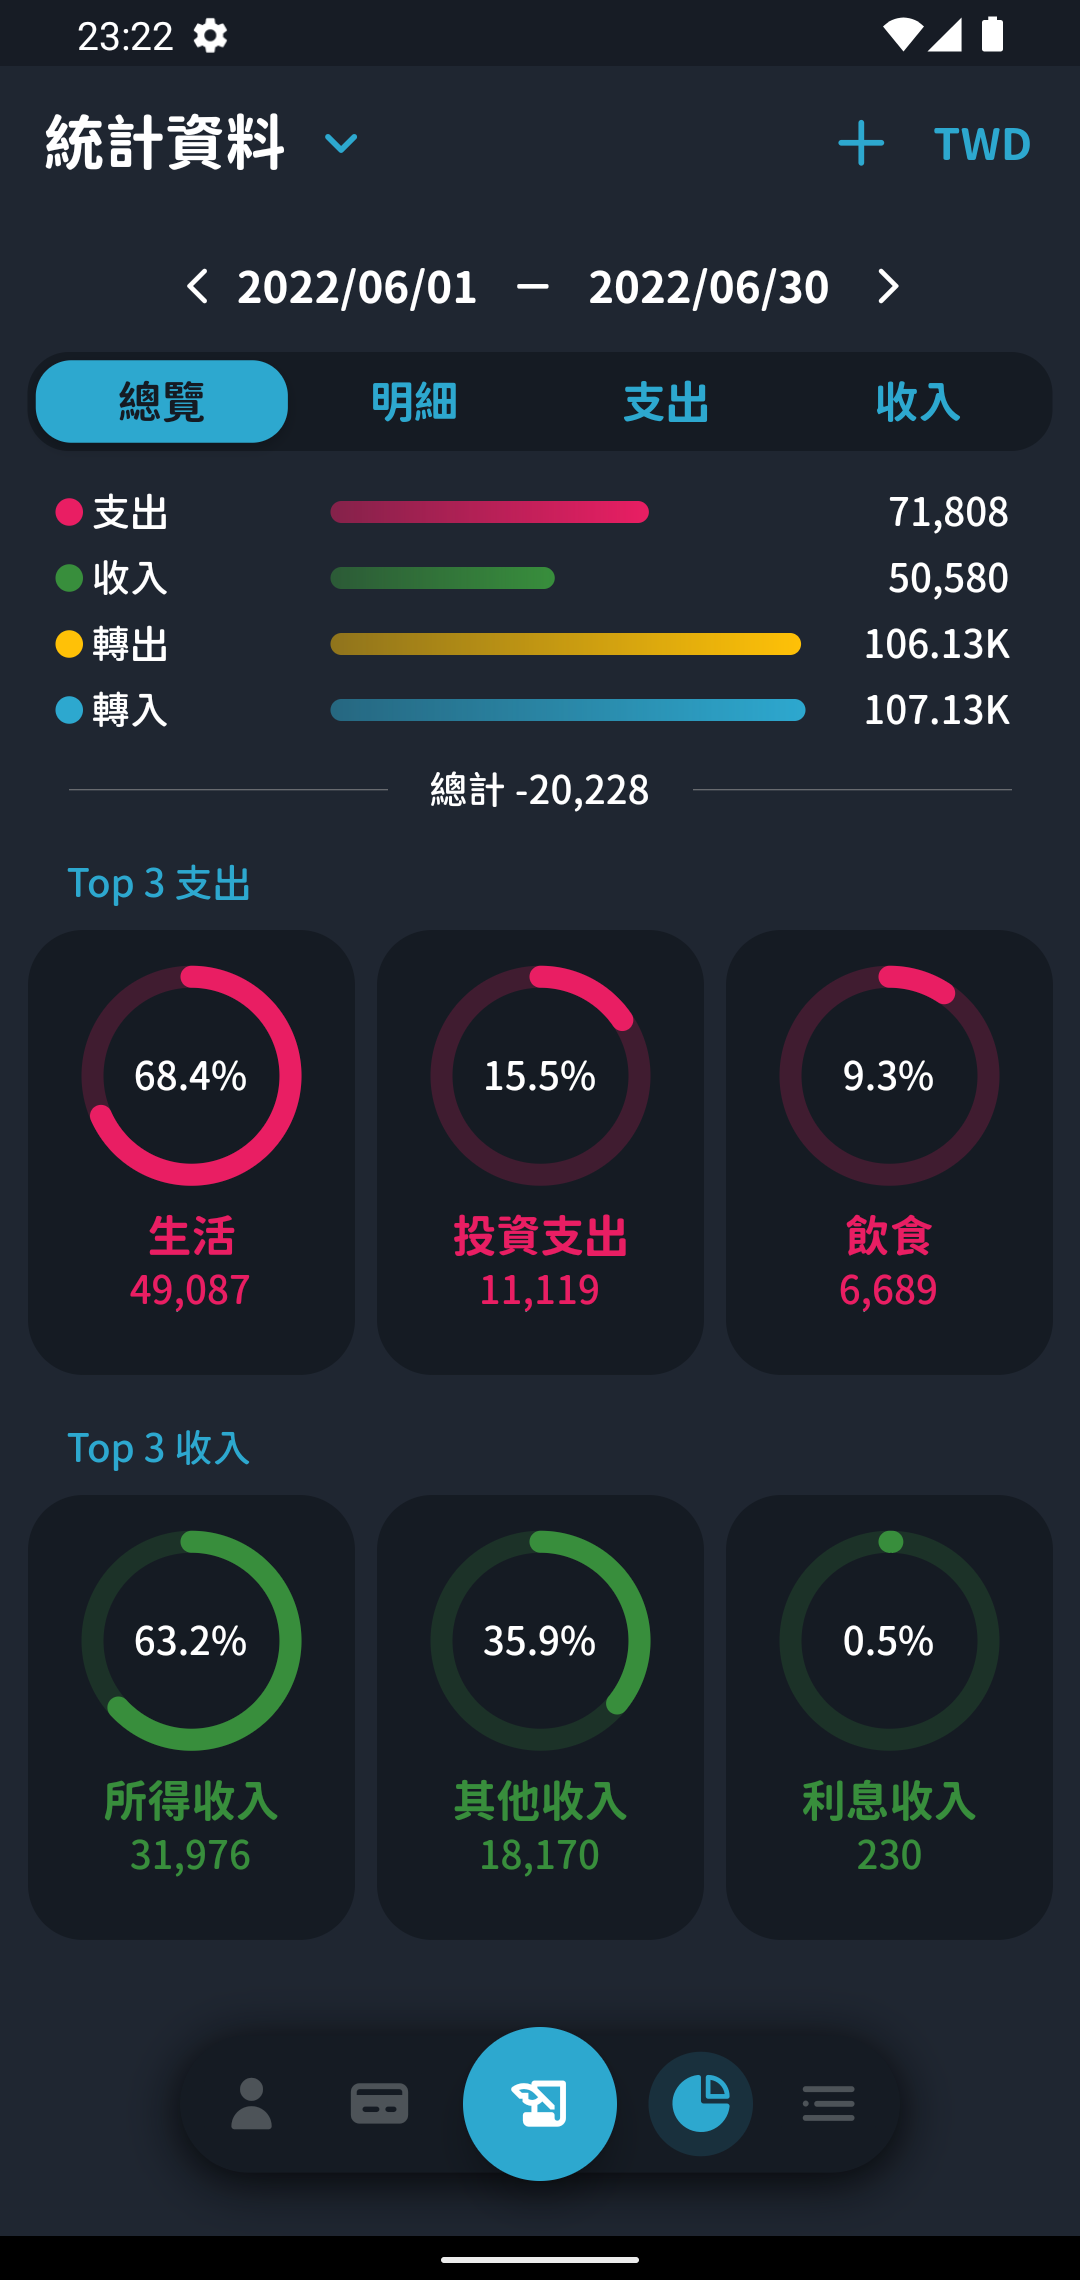 23:22
統計資料
TWD
2022/06/01 — 2022/06/30
總覽 明細 支出 收入
支出 71,808
收入 50,580
轉出 106.13K
轉入 107.13K
總計 -20,228
Top 3 支出
68.4% 15.5% 9.3%
生活 投資支出 飲食
49,087 11,119 6,689
Top 3 收入
63.2% 35.9% 0.5%
所得收入 其他收入 利息收入
31,976 18,170 230